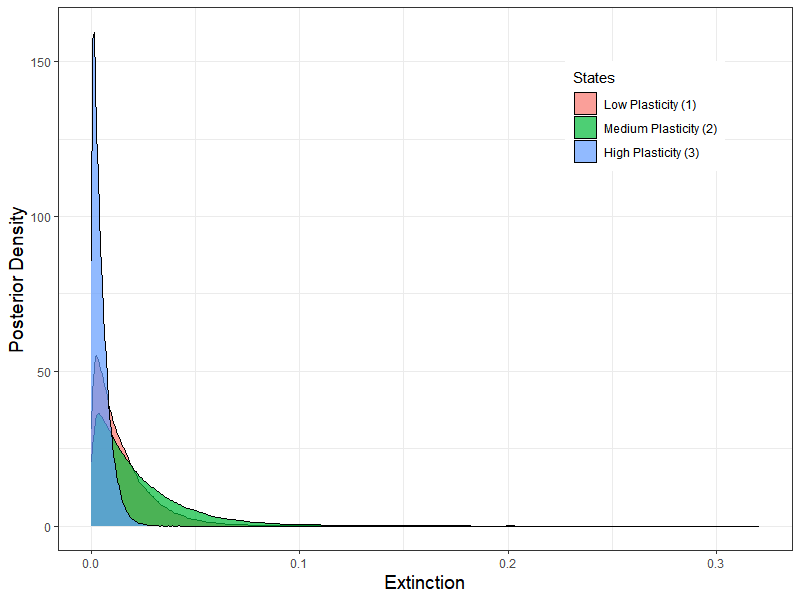 States
Low Plasticity (1)
Medium Plasticity (2)
High Plasticity (3)
Posterior Density
150
100
50
0
0.0 0.1 0.2 0.3
Extinction